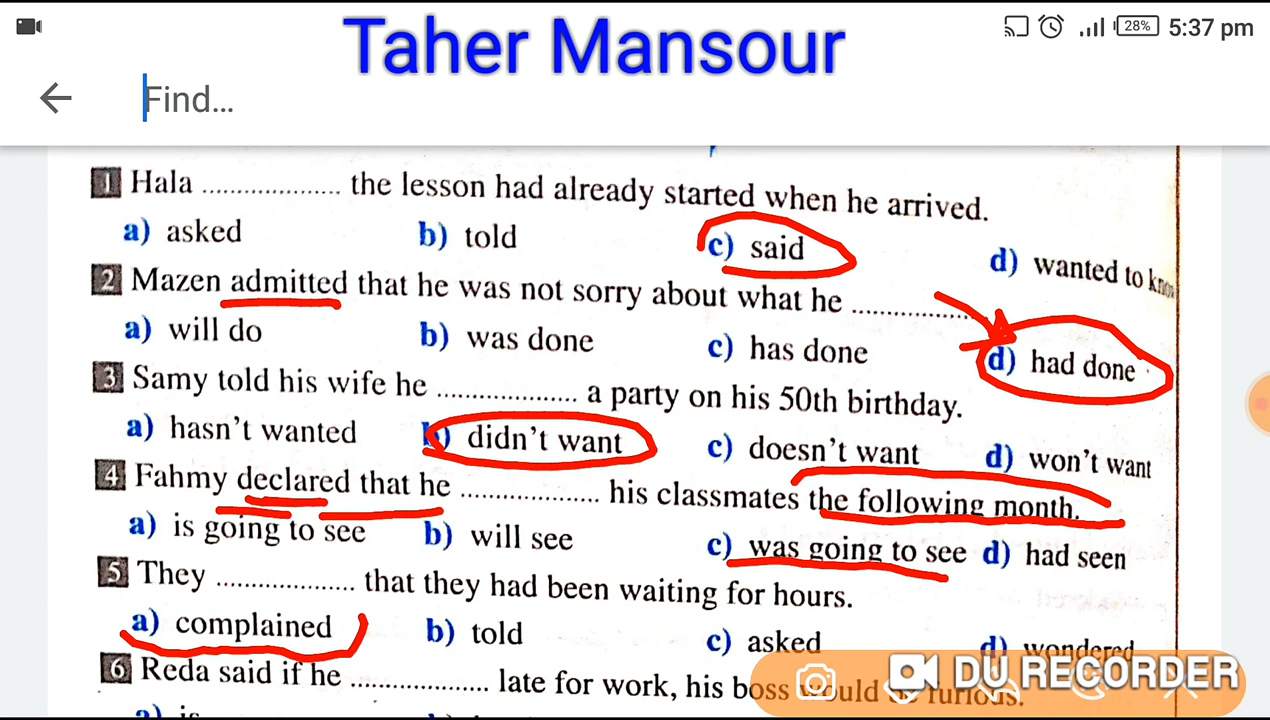 Taher Mansour
28% 5:37 pm
Find...
1 Hala .................... the lesson had already started when he arrived.
a) asked b) told c) said d) wanted to
2 Mazen admitted that he was not sorry about what he ....................
a) will do b) was done c) has done d) had done
3 Samy told his wife he .................... a party on his 50th birthday.
a) hasn't wanted b) didn't want c) doesn't want d) won't want
4 Fahmy declared that he .................... his classmates the following month.
a) is going to see b) will see c) was going to see d) had seen
5 They .................... that they had been waiting for hours.
a) complained b) told c) asked d) wondered
6 Reda said if he .................... late for work, his boss would be furious.
a) is
DU RECORDER